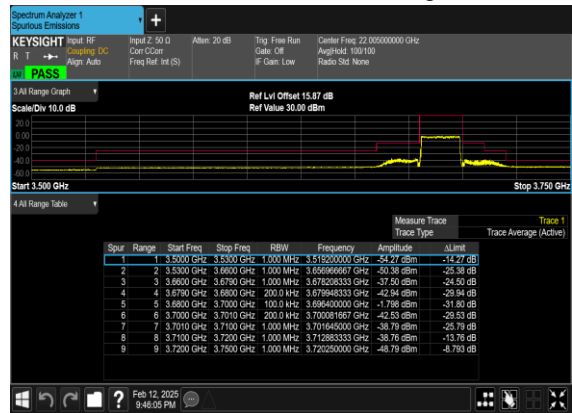 Spectrum Analyzer 1
Spurious Emissions
KEYSIGHT Input: RF Input Z: 50 Ω Atten: 20 dB Trig: Free Run Center Freq: 22.005000000 GHz
R T Coupling: DC Corr CCorr Gate: Off Avg|Hold: 100/100
Align: Auto Freq Ref: Int (S) IF Gain: Low Radio Std: None
PASS
3 All Range Graph
Ref Lvl Offset 15.87 dB
Scale/Div 10.0 dB Ref Value 30.00 dBm
20.0
0.00
-20.0
-40.0
-60.0
Start 3.500 GHz Stop 3.750 GHz
4 All Range Table
Measure Trace Trace 1
Trace Type Trace Average (Active)
Spur Range Start Freq Stop Freq RBW Frequency Amplitude ΔLimit
1 1 3.5000 GHz 3.5300 GHz 1.000 MHz 3.519200000 GHz -54.27 dBm -14.27 dB
2 2 3.5300 GHz 3.6600 GHz 1.000 MHz 3.656966667 GHz -50.38 dBm -25.38 dB
3 3 3.6600 GHz 3.6790 GHz 1.000 MHz 3.678208333 GHz -37.50 dBm -24.50 dB
4 4 3.6790 GHz 3.6800 GHz 200.0 kHz 3.679948333 GHz -42.94 dBm -29.94 dB
5 5 3.6800 GHz 3.7000 GHz 100.0 kHz 3.696400000 GHz -1.798 dBm -31.80 dB
6 6 3.7000 GHz 3.7010 GHz 200.0 kHz 3.700081667 GHz -42.53 dBm -29.53 dB
7 7 3.7010 GHz 3.7100 GHz 1.000 MHz 3.701645000 GHz -38.79 dBm -25.79 dB
8 8 3.7100 GHz 3.7200 GHz 1.000 MHz 3.712883333 GHz -38.76 dBm -13.76 dB
9 9 3.7200 GHz 3.7500 GHz 1.000 MHz 3.720250000 GHz -48.79 dBm -8.793 dB
Feb 12, 2025
9:46:05 PM